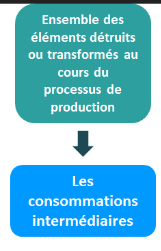 Ensemble des
éléments détruits
ou transformés au
cours du
processus de
production
Les
consommations
intermédiaires